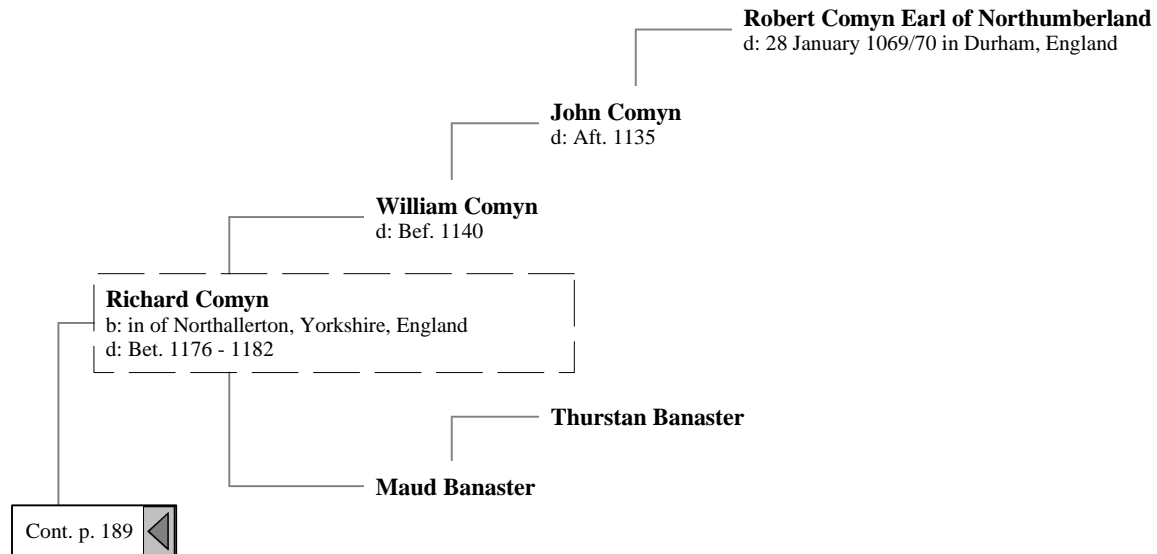 Robert Comyn Earl of Northumberland
d: 28 January 1069/70 in Durham, England
John Comyn
d: Aft. 1135
William Comyn
d: Bef. 1140
Richard Comyn
b: in of Northallerton, Yorkshire, England
d: Bet. 1176 - 1182
Thurstan Banaster
Maud Banaster
Cont. p. 189